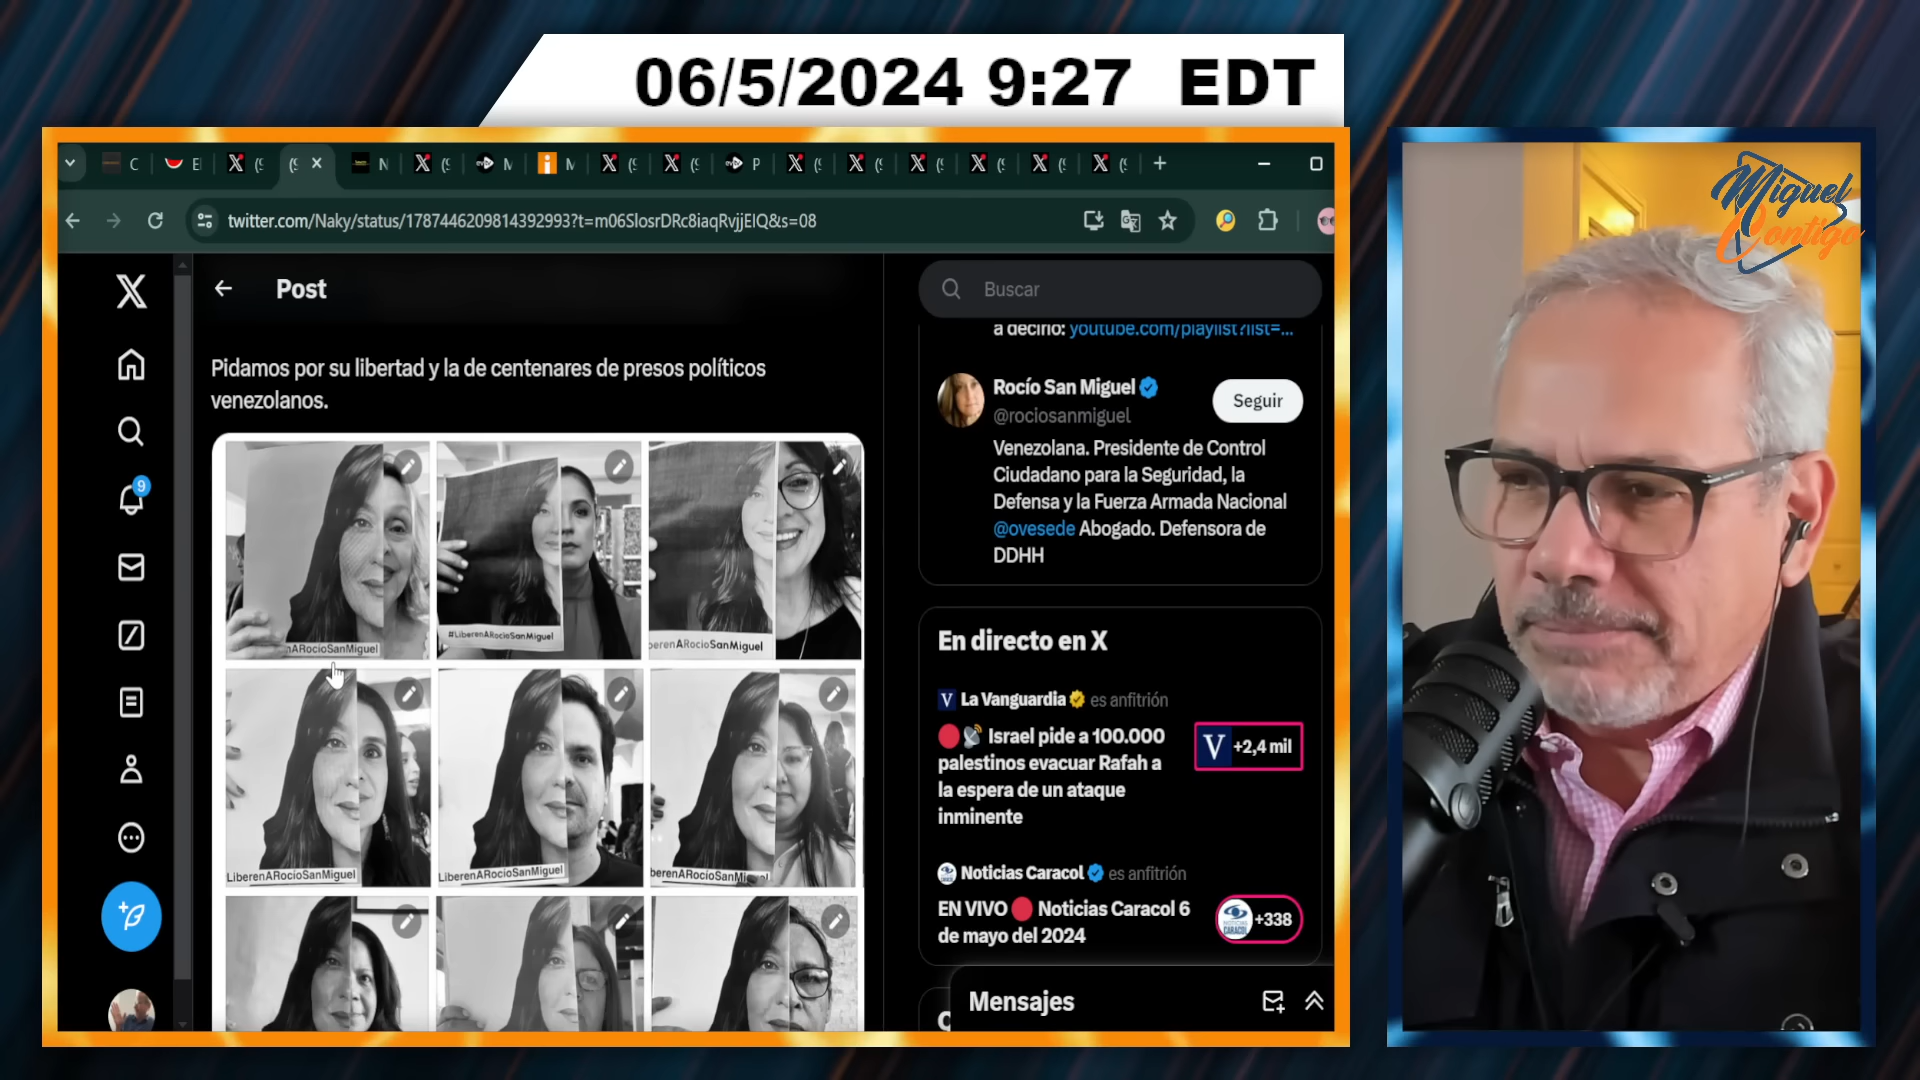 06/5/2024 9:27 EDT
Miguel
Contigo
twitter.com/Naky/status/1787446209814392993?t=m06SlosrDRc8iaqRvjjEIQ&s=08
Post
Pidamos por su libertad y la de centenares de presos políticos
venezolanos.
nARocioSanMiguel
#LiberenARocioSanMiguel
berenARocioSanMiguel
LiberenARocioSanMiguel
LiberenARocioSanMiguel
9
Buscar
a decirlo: youtube.com/playlist?list=...
Rocío San Miguel
@rociosanmiguel
Seguir
Venezolana. Presidente de Control
Ciudadano para la Seguridad, la
Defensa y la Fuerza Armada Nacional
@ovesede Abogado. Defensora de
DDHH
En directo en X
La Vanguardia es anfitrión
Israel pide a 100.000
palestinos evacuar Rafah a
la espera de un ataque
inminente
V +2,4 mil
Noticias Caracol es anfitrión
EN VIVO Noticias Caracol 6
de mayo del 2024
+338
Mensajes